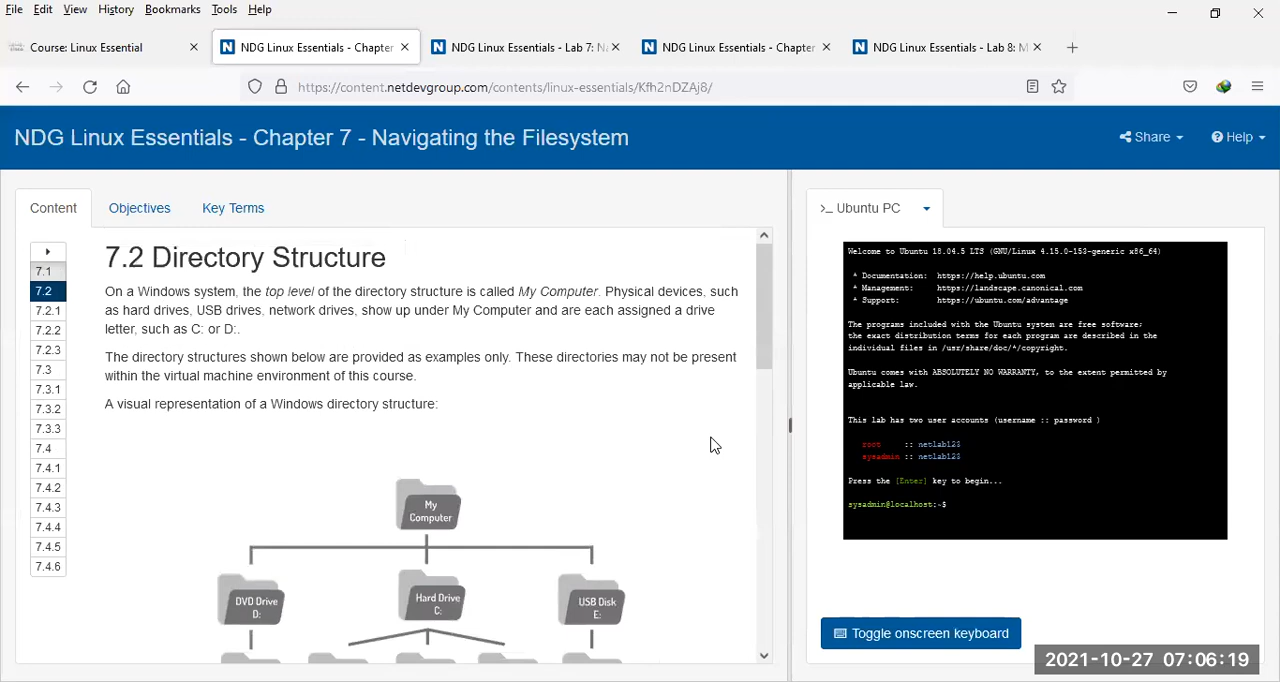 File Edit View History Bookmarks Tools Help
Course: Linux Essential
NDG Linux Essentials - Chapter
NDG Linux Essentials - Lab 7: Na
NDG Linux Essentials - Chapter
NDG Linux Essentials - Lab 8: M
https://content.netdevgroup.com/contents/linux-essentials/Kfh2nDZAj8/
NDG Linux Essentials - Chapter 7 - Navigating the Filesystem
Share Help
Content Objectives Key Terms
7.1
7.2
7.2.1
7.2.2
7.2.3
7.3
7.3.1
7.3.2
7.3.3
7.4
7.4.1
7.4.2
7.4.3
7.4.4
7.4.5
7.4.6
7.2 Directory Structure
On a Windows system, the top level of the directory structure is called My Computer. Physical devices, such
as hard drives, USB drives, network drives, show up under My Computer and are each assigned a drive
letter, such as C: or D:.
The directory structures shown below are provided as examples only. These directories may not be present
within the virtual machine environment of this course.
A visual representation of a Windows directory structure:
My
Computer
DVD Drive
D:
Hard Drive
C:
USB Disk
E:
>_ Ubuntu PC
Welcome to Ubuntu 18.04.5 LTS (GNU/Linux 4.15.0-153-generic x86_64)
* Documentation: https://help.ubuntu.com
* Management: https://landscape.canonical.com
* Support: https://ubuntu.com/advantage
The programs included with the Ubuntu system are free software;
the exact distribution terms for each program are described in the
individual files in /usr/share/doc/*/copyright.
Ubuntu comes with ABSOLUTELY NO WARRANTY, to the extent permitted by
applicable law.
This lab has two user accounts (username :: password )
root :: netlab123
sysadmin :: netlab123
Press the [Enter] key to begin...
sysadmin@localhost:~$
Toggle onscreen keyboard
2021-10-27 07:06:19